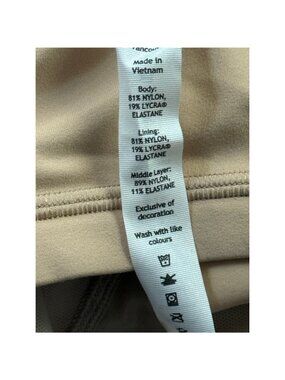 Made in
Vietnam
Body:
81% NYLON,
19% LYCRA®
ELASTANE
Lining:
81% NYLON,
19% LYCRA®
ELASTANE
Middle Layer:
89% NYLON,
11% ELASTANE
Exclusive of
decoration
Wash with like
colours